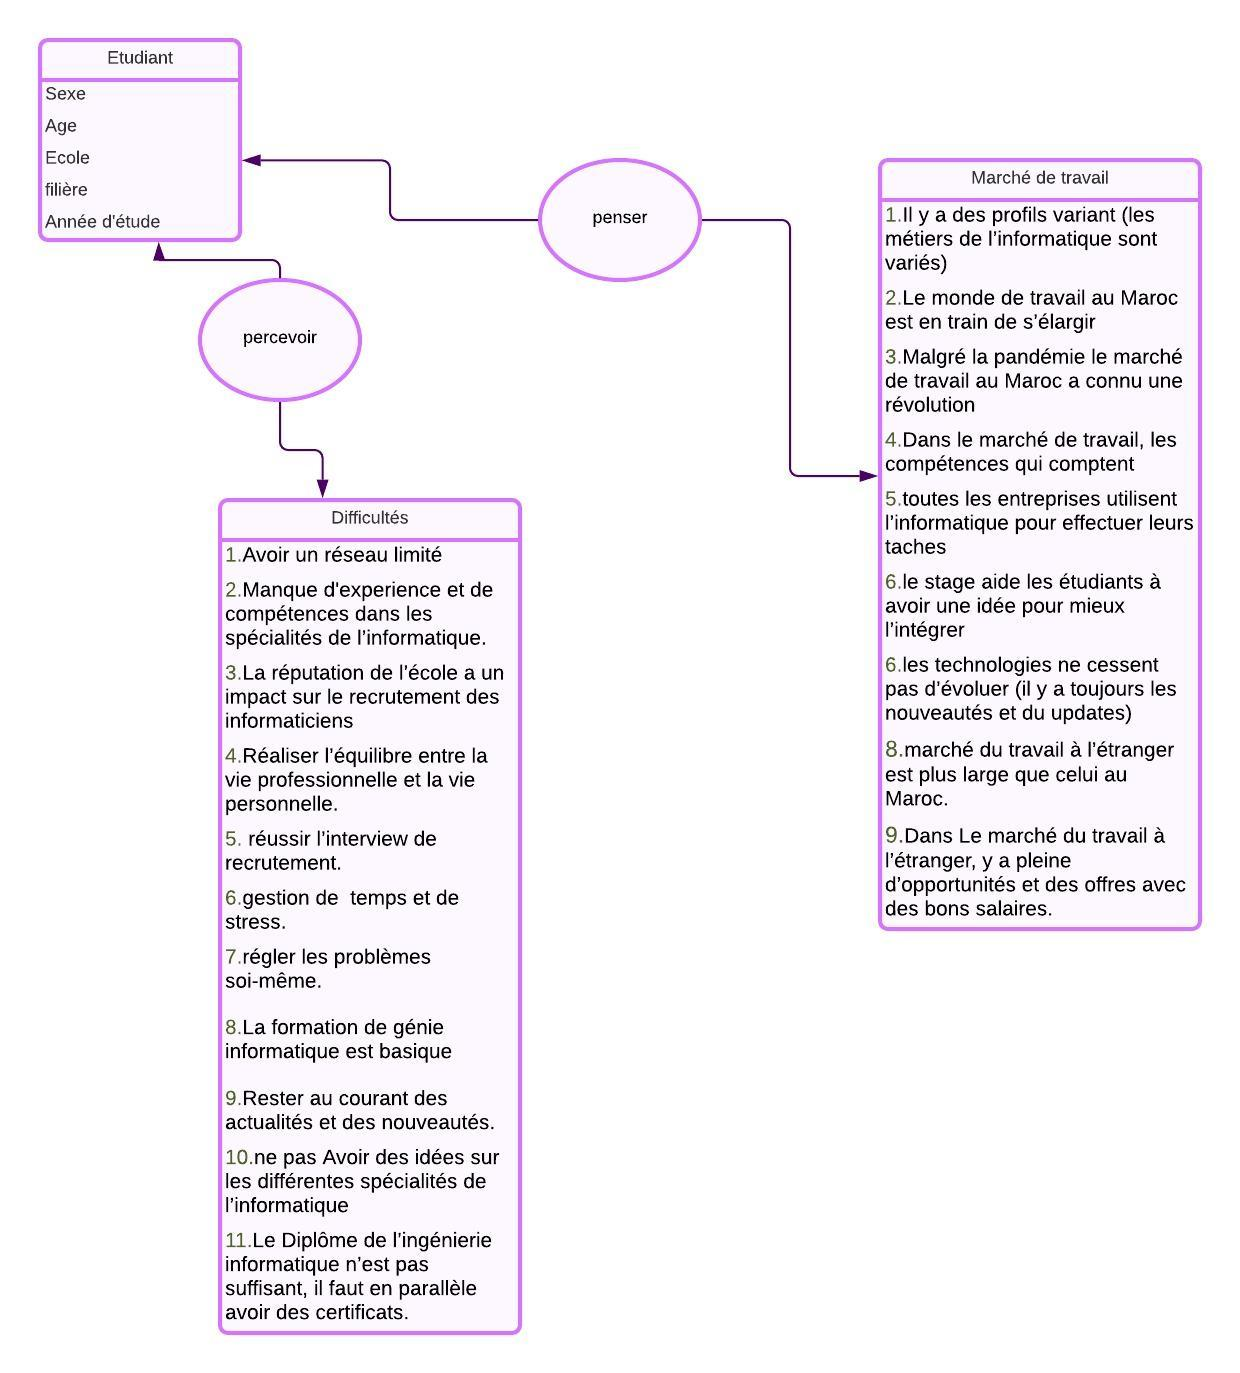 Etudiant
Sexe
Age
Ecole
filière
Année d'étude
percevoir
penser
Difficultés
1.Avoir un réseau limité
2.Manque d'experience et de
compétences dans les
spécialités de l’informatique.
3.La réputation de l’école a un
impact sur le recrutement des
informaticiens
4.Réaliser l’équilibre entre la
vie professionnelle et la vie
personnelle.
5. réussir l’interview de
recrutement.
6.gestion de  temps et de
stress.
7.régler les problèmes
soi-même.
8.La formation de génie
informatique est basique
9.Rester au courant des
actualités et des nouveautés.
10.ne pas Avoir des idées sur
les différentes spécialités de
l’informatique
11.Le Diplôme de l’ingénierie
informatique n’est pas
suffisant, il faut en parallèle
avoir des certificats.
Marché de travail
1.Il y a des profils variant (les
métiers de l’informatique sont
variés)
2.Le monde de travail au Maroc
est en train de s’élargir
3.Malgré la pandémie le marché
de travail au Maroc a connu une
révolution
4.Dans le marché de travail, les
compétences qui comptent
5.toutes les entreprises utilisent
l’informatique pour effectuer leurs
taches
6.le stage aide les étudiants à
avoir une idée pour mieux
l’intégrer
6.les technologies ne cessent
pas d’évoluer (il y a toujours les
nouveautés et du updates)
8.marché du travail à l’étranger
est plus large que celui au
Maroc.
9.Dans Le marché du travail à
l’étranger, y a pleine
d’opportunités et des offres avec
des bons salaires.